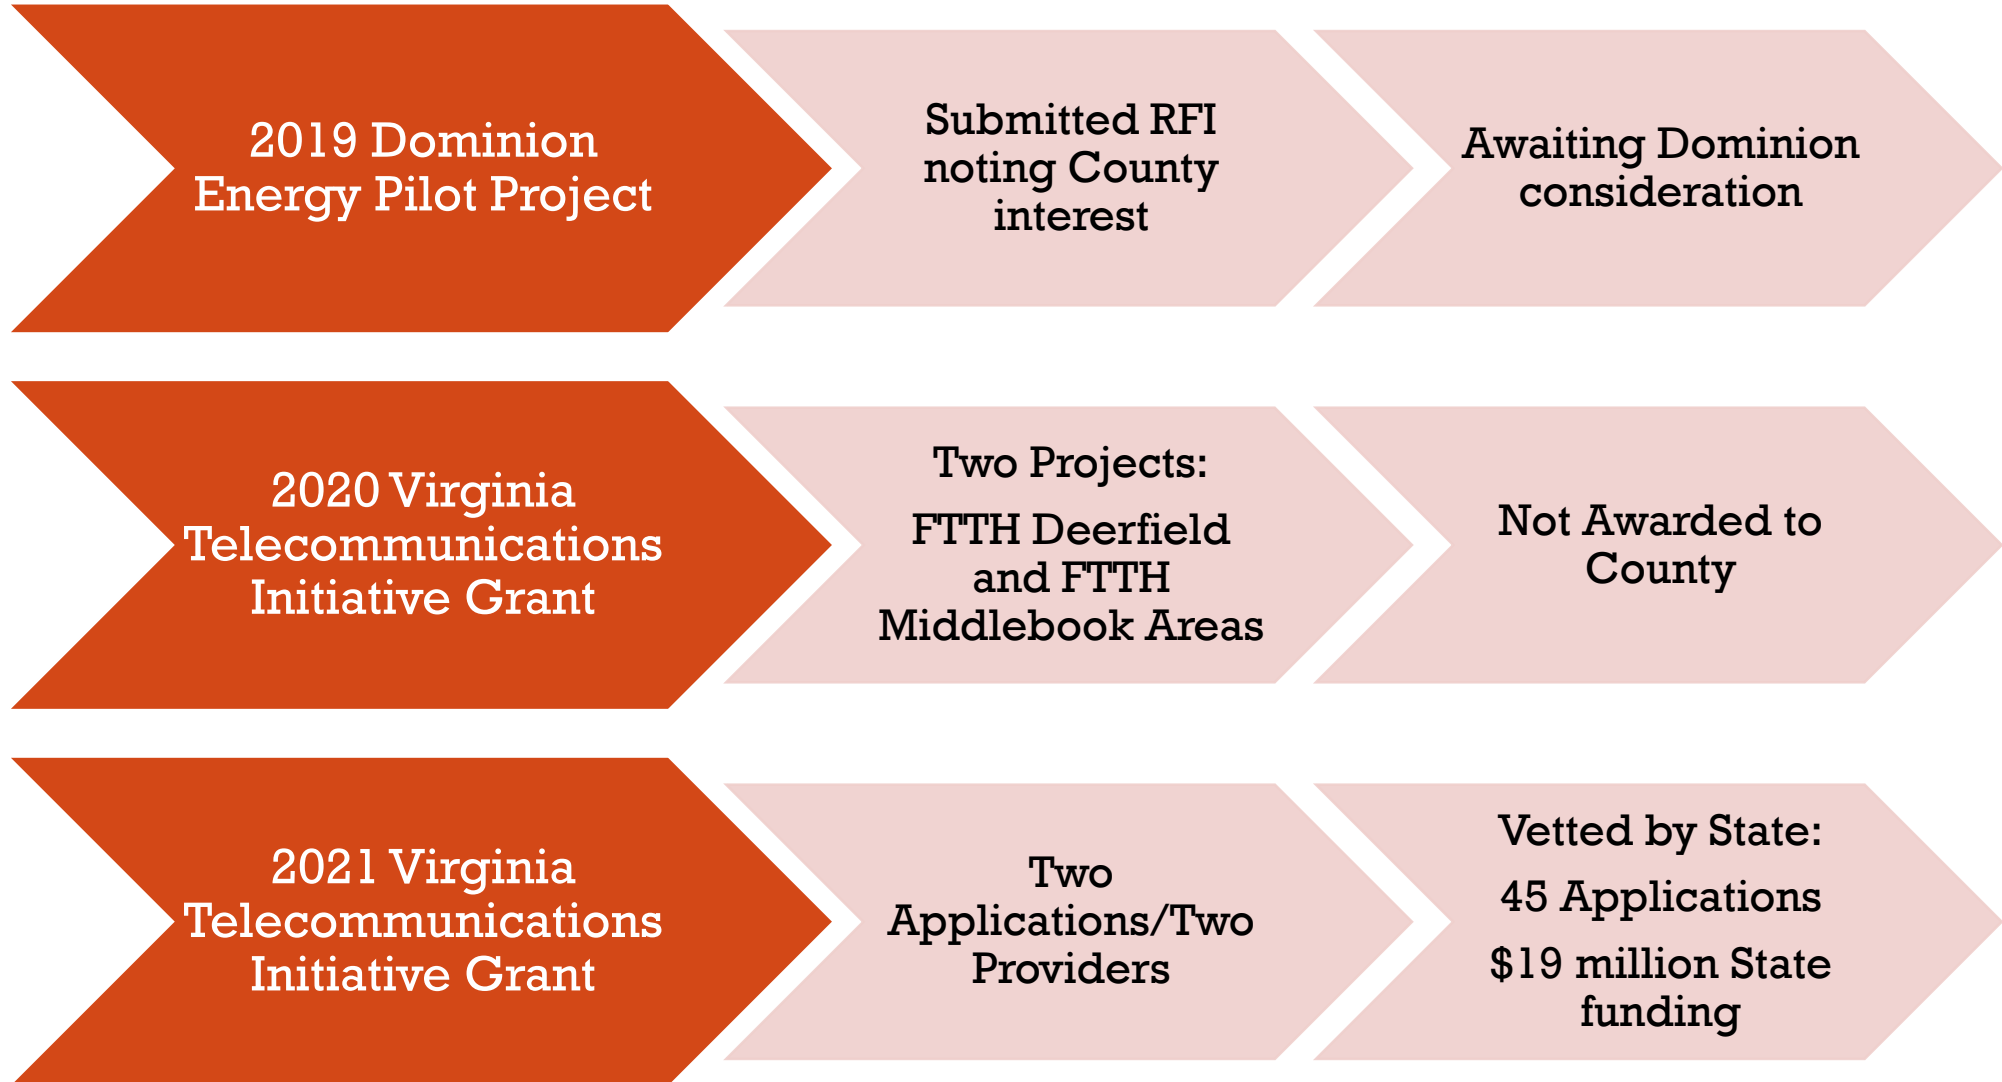 2019 Dominion
Energy Pilot Project
Submitted RFI
noting County
interest
Awaiting Dominion
consideration
2020 Virginia
Telecommunications
Initiative Grant
Two Projects:
FTTH Deerfield
and FTTH
Middlebook Areas
Not Awarded to
County
2021 Virginia
Telecommunications
Initiative Grant
Two
Applications/Two
Providers
Vetted by State:
45 Applications
$19 million State
funding